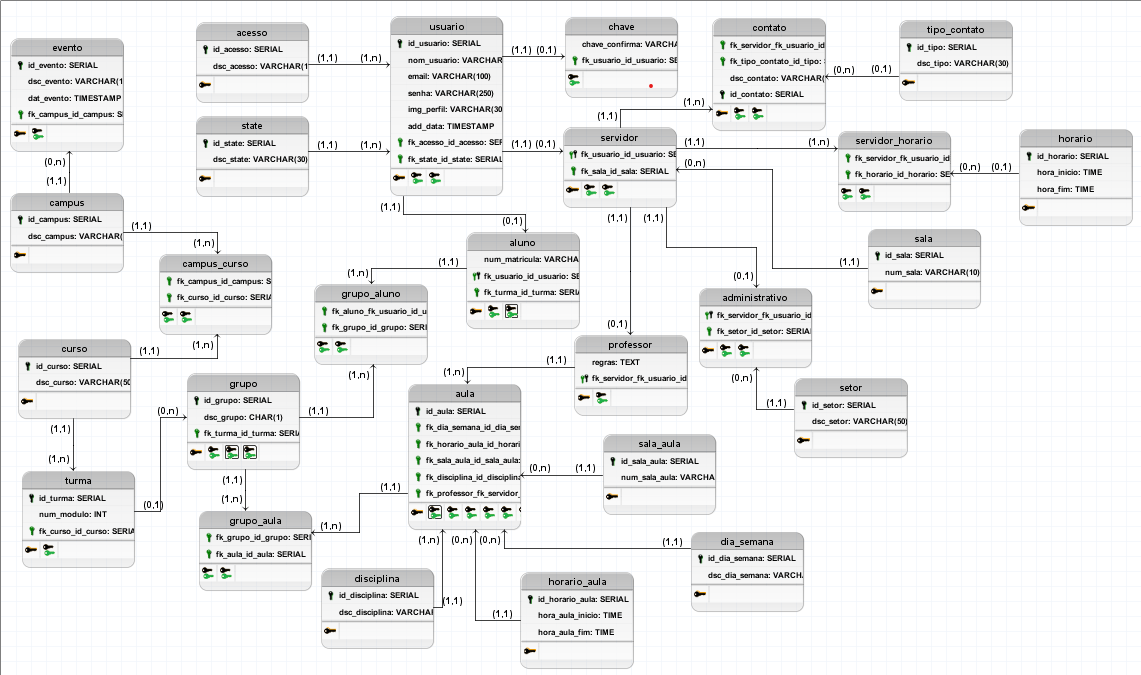 evento
id_evento: SERIAL
dsc_evento: VARCHAR(1
dat_evento: TIMESTAMP
fk_campus_id_campus: SI
(0,n)
(1,1)
campus
id_campus: SERIAL
dsc_campus: VARCHAR(
(1,1)
(1,n)
campus_curso
fk_campus_id_campus: S
fk_curso_id_curso: SERIA
(1,n)
(1,1)
curso
id_curso: SERIAL
dsc_curso: VARCHAR(50
(1,1)
(1,n)
turma
id_turma: SERIAL
num_modulo: INT
fk_curso_id_curso: SERIA
(0,1)
(0,n)
grupo
id_grupo: SERIAL
dsc_grupo: CHAR(1)
fk_turma_id_turma: SERIA
(1,1)
(1,n)
(1,1)
(1,n)
grupo_aula
fk_grupo_id_grupo: SERI
fk_aula_id_aula: SERIAL
(1,n)
(1,1)
acesso
id_acesso: SERIAL
dsc_acesso: VARCHAR(1
(1,1)
(1,n)
state
id_state: SERIAL
dsc_state: VARCHAR(30)
(1,1)
(1,n)
usuario
id_usuario: SERIAL
nom_usuario: VARCHAR
email: VARCHAR(100)
senha: VARCHAR(250)
img_perfil: VARCHAR(30
add_data: TIMESTAMP
fk_acesso_id_acesso: SEF
fk_state_id_state: SERIAL
(1,1)
(0,1)
(1,1)
(0,1)
(1,1)
(0,1)
chave
chave_confirma: VARCHA
fk_usuario_id_usuario: SE
contato
fk_servidor_fk_usuario_id
fk_tipo_contato_id_tipo:
dsc_contato: VARCHAR(
id_contato: SERIAL
(0,n)
(0,1)
tipo_contato
id_tipo: SERIAL
dsc_tipo: VARCHAR(30)
(1,n)
(1,1)
servidor
fk_usuario_id_usuario: SE
fk_sala_id_sala: SERIAL
(1,1)
(1,n)
(0,n)
(1,1)
(1,1)
servidor_horario
fk_servidor_fk_usuario_id
fk_horario_id_horario: SE
(0,n)
(0,1)
horario
id_horario: SERIAL
hora_inicio: TIME
hora_fim: TIME
sala
id_sala: SERIAL
num_sala: VARCHAR(10)
(1,1)
aluno
num_matricula: VARCHA
fk_usuario_id_usuario: SE
fk_turma_id_turma: SERIA
(1,1)
(1,n)
grupo_aluno
fk_aluno_fk_usuario_id_u
fk_grupo_id_grupo: SERI
(0,1)
administrativo
fk_servidor_fk_usuario_id
fk_setor_id_setor: SERIAL
(0,n)
(1,1)
setor
id_setor: SERIAL
dsc_setor: VARCHAR(50)
(0,1)
professor
regras: TEXT
fk_servidor_fk_usuario_id
(1,1)
(1,n)
aula
id_aula: SERIAL
fk_dia_semana_id_dia_sei
fk_horario_aula_id_horari
fk_sala_aula_id_sala_aula:
fk_disciplina_id_disciplina
fk_professor_fk_servidor_
(0,n)
(1,1)
sala_aula
id_sala_aula: SERIAL
num_sala_aula: VARCHA
(1,n)
(0,n)
(0,n)
(1,1)
dia_semana
id_dia_semana: SERIAL
dsc_dia_semana: VARCH.
disciplina
id_disciplina: SERIAL
dsc_disciplina: VARCHAI
(1,1)
(1,1)
horario_aula
id_horario_aula: SERIAL
hora_aula_inicio: TIME
hora_aula_fim: TIME